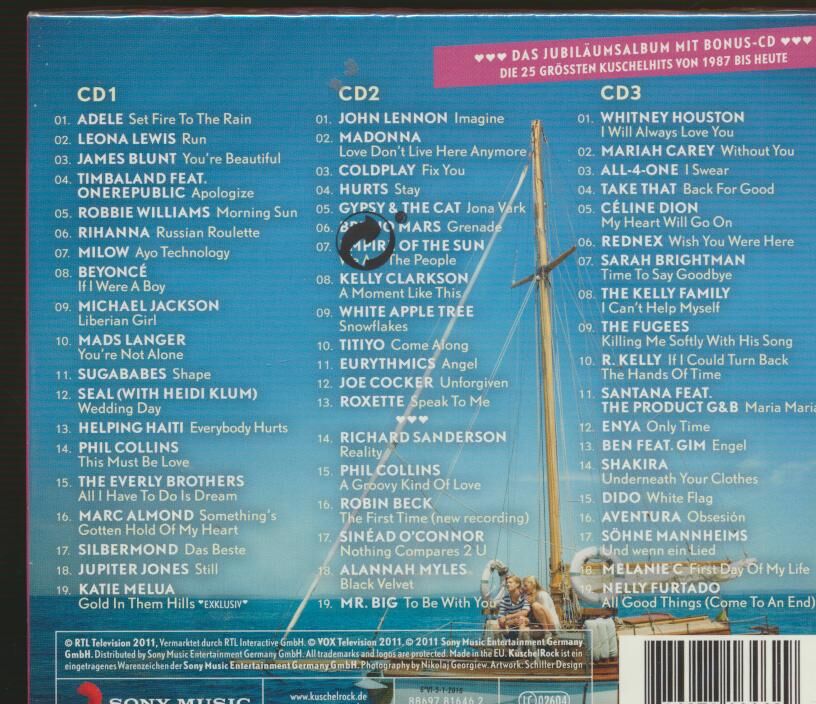 ♥♥♥ DAS JUBILÄUMSALBUM MIT BONUS-CD ♥♥♥
DIE 25 GRÖSSTEN KUSCHELHITS VON 1987 BIS HEUTE
CD1
01. ADELE Set Fire To The Rain
02. LEONA LEWIS Run
03. JAMES BLUNT You're Beautiful
04. TIMBALAND FEAT.
ONEREPUBLIC Apologize
05. ROBBIE WILLIAMS Morning Sun
06. RIHANNA Russian Roulette
07. MILOW Ayo Technology
08. BEYONCÉ
If I Were A Boy
09. MICHAEL JACKSON
Liberian Girl
10. MADS LANGER
You're Not Alone
11. SUGABABES Shape
12. SEAL (WITH HEIDI KLUM)
Wedding Day
13. HELPING HAITI Everybody Hurts
14. PHIL COLLINS
This Must Be Love
15. THE EVERLY BROTHERS
All I Have To Do Is Dream
16. MARC ALMOND Something's
Gotten Hold Of My Heart
17. SILBERMOND Das Beste
18. JUPITER JONES Still
19. KATIE MELUA
Gold In Them Hills ♥EXKLUSIV♥
CD2
01. JOHN LENNON Imagine
02. MADONNA
Love Don't Live Here Anymore
03. COLDPLAY Fix You
04. HURTS Stay
05. GYPSY & THE CAT Jona Vark
06. BRUNO MARS Grenade
07. EMPIRE OF THE SUN
We Are The People
08. KELLY CLARKSON
A Moment Like This
09. WHITE APPLE TREE
Snowflakes
10. TITIYO Come Along
11. EURYTHMICS Angel
12. JOE COCKER Unforgiven
13. ROXETTE Speak To Me
♥♥♥
14. RICHARD SANDERSON
Reality
15. PHIL COLLINS
A Groovy Kind Of Love
16. ROBIN BECK
The First Time (new recording)
17. SINÉAD O'CONNOR
Nothing Compares 2 U
18. ALANNAH MYLES
Black Velvet
19. MR. BIG To Be With You
CD3
01. WHITNEY HOUSTON
I Will Always Love You
02. MARIAH CAREY Without You
03. ALL-4-ONE I Swear
04. TAKE THAT Back For Good
05. CÉLINE DION
My Heart Will Go On
06. REDNEX Wish You Were Here
07. SARAH BRIGHTMAN
Time To Say Goodbye
08. THE KELLY FAMILY
I Can't Help Myself
09. THE FUGEES
Killing Me Softly With His Song
10. R. KELLY If I Could Turn Back
The Hands Of Time
11. SANTANA FEAT.
THE PRODUCT G&B Maria Maria
12. ENYA Only Time
13. BEN FEAT. GIM Engel
14. SHAKIRA
Underneath Your Clothes
15. DIDO White Flag
16. AVENTURA Obsesión
17. SÖHNE MANNHEIMS
Und wenn ein Lied
18. MELANIE C First Day Of My Life
19. NELLY FURTADO
All Good Things (Come To An End)
© RTL Television 2011, Vermarktet durch RTL Interactive GmbH. © VOX Television 2011, © 2011 Sony Music Entertainment Germany
GmbH. Distributed by Sony Music Entertainment Germany GmbH. All trademarks and logos are protected. Made in the EU. KuschelRock ist ein
eingetragenes Warenzeichen der Sony Music Entertainment Germany GmbH. Photography by Nikolaj Georgiew. Artwork: Schiller Design
SONY MUSIC
www.kuschelrock.de
88697 81646 2
LC 02604